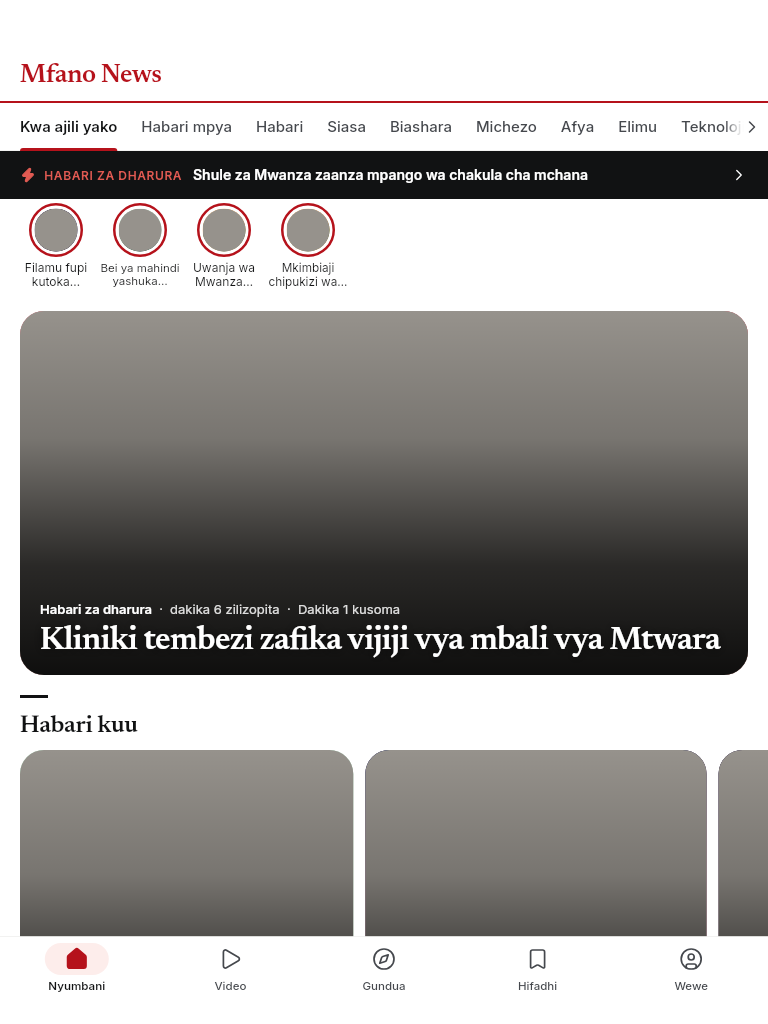 Mfano News
Kwa ajili yako Habari mpya Habari Siasa Biashara Michezo Afya Elimu
HABARI ZA DHARURA Shule za Mwanza zaanza mpango wa chakula cha mchana
Filamu fupi
kutoka...
Bei ya mahindi
yashuka...
Uwanja wa
Mwanza...
Mkimbiaji
chipukizi wa...
Habari za dharura · dakika 6 zilizopita · Dakika 1 kusoma
Kliniki tembezi zafika vijiji vya mbali vya Mtwara
Habari kuu
Nyumbani Video Gundua Hifadhi Wewe